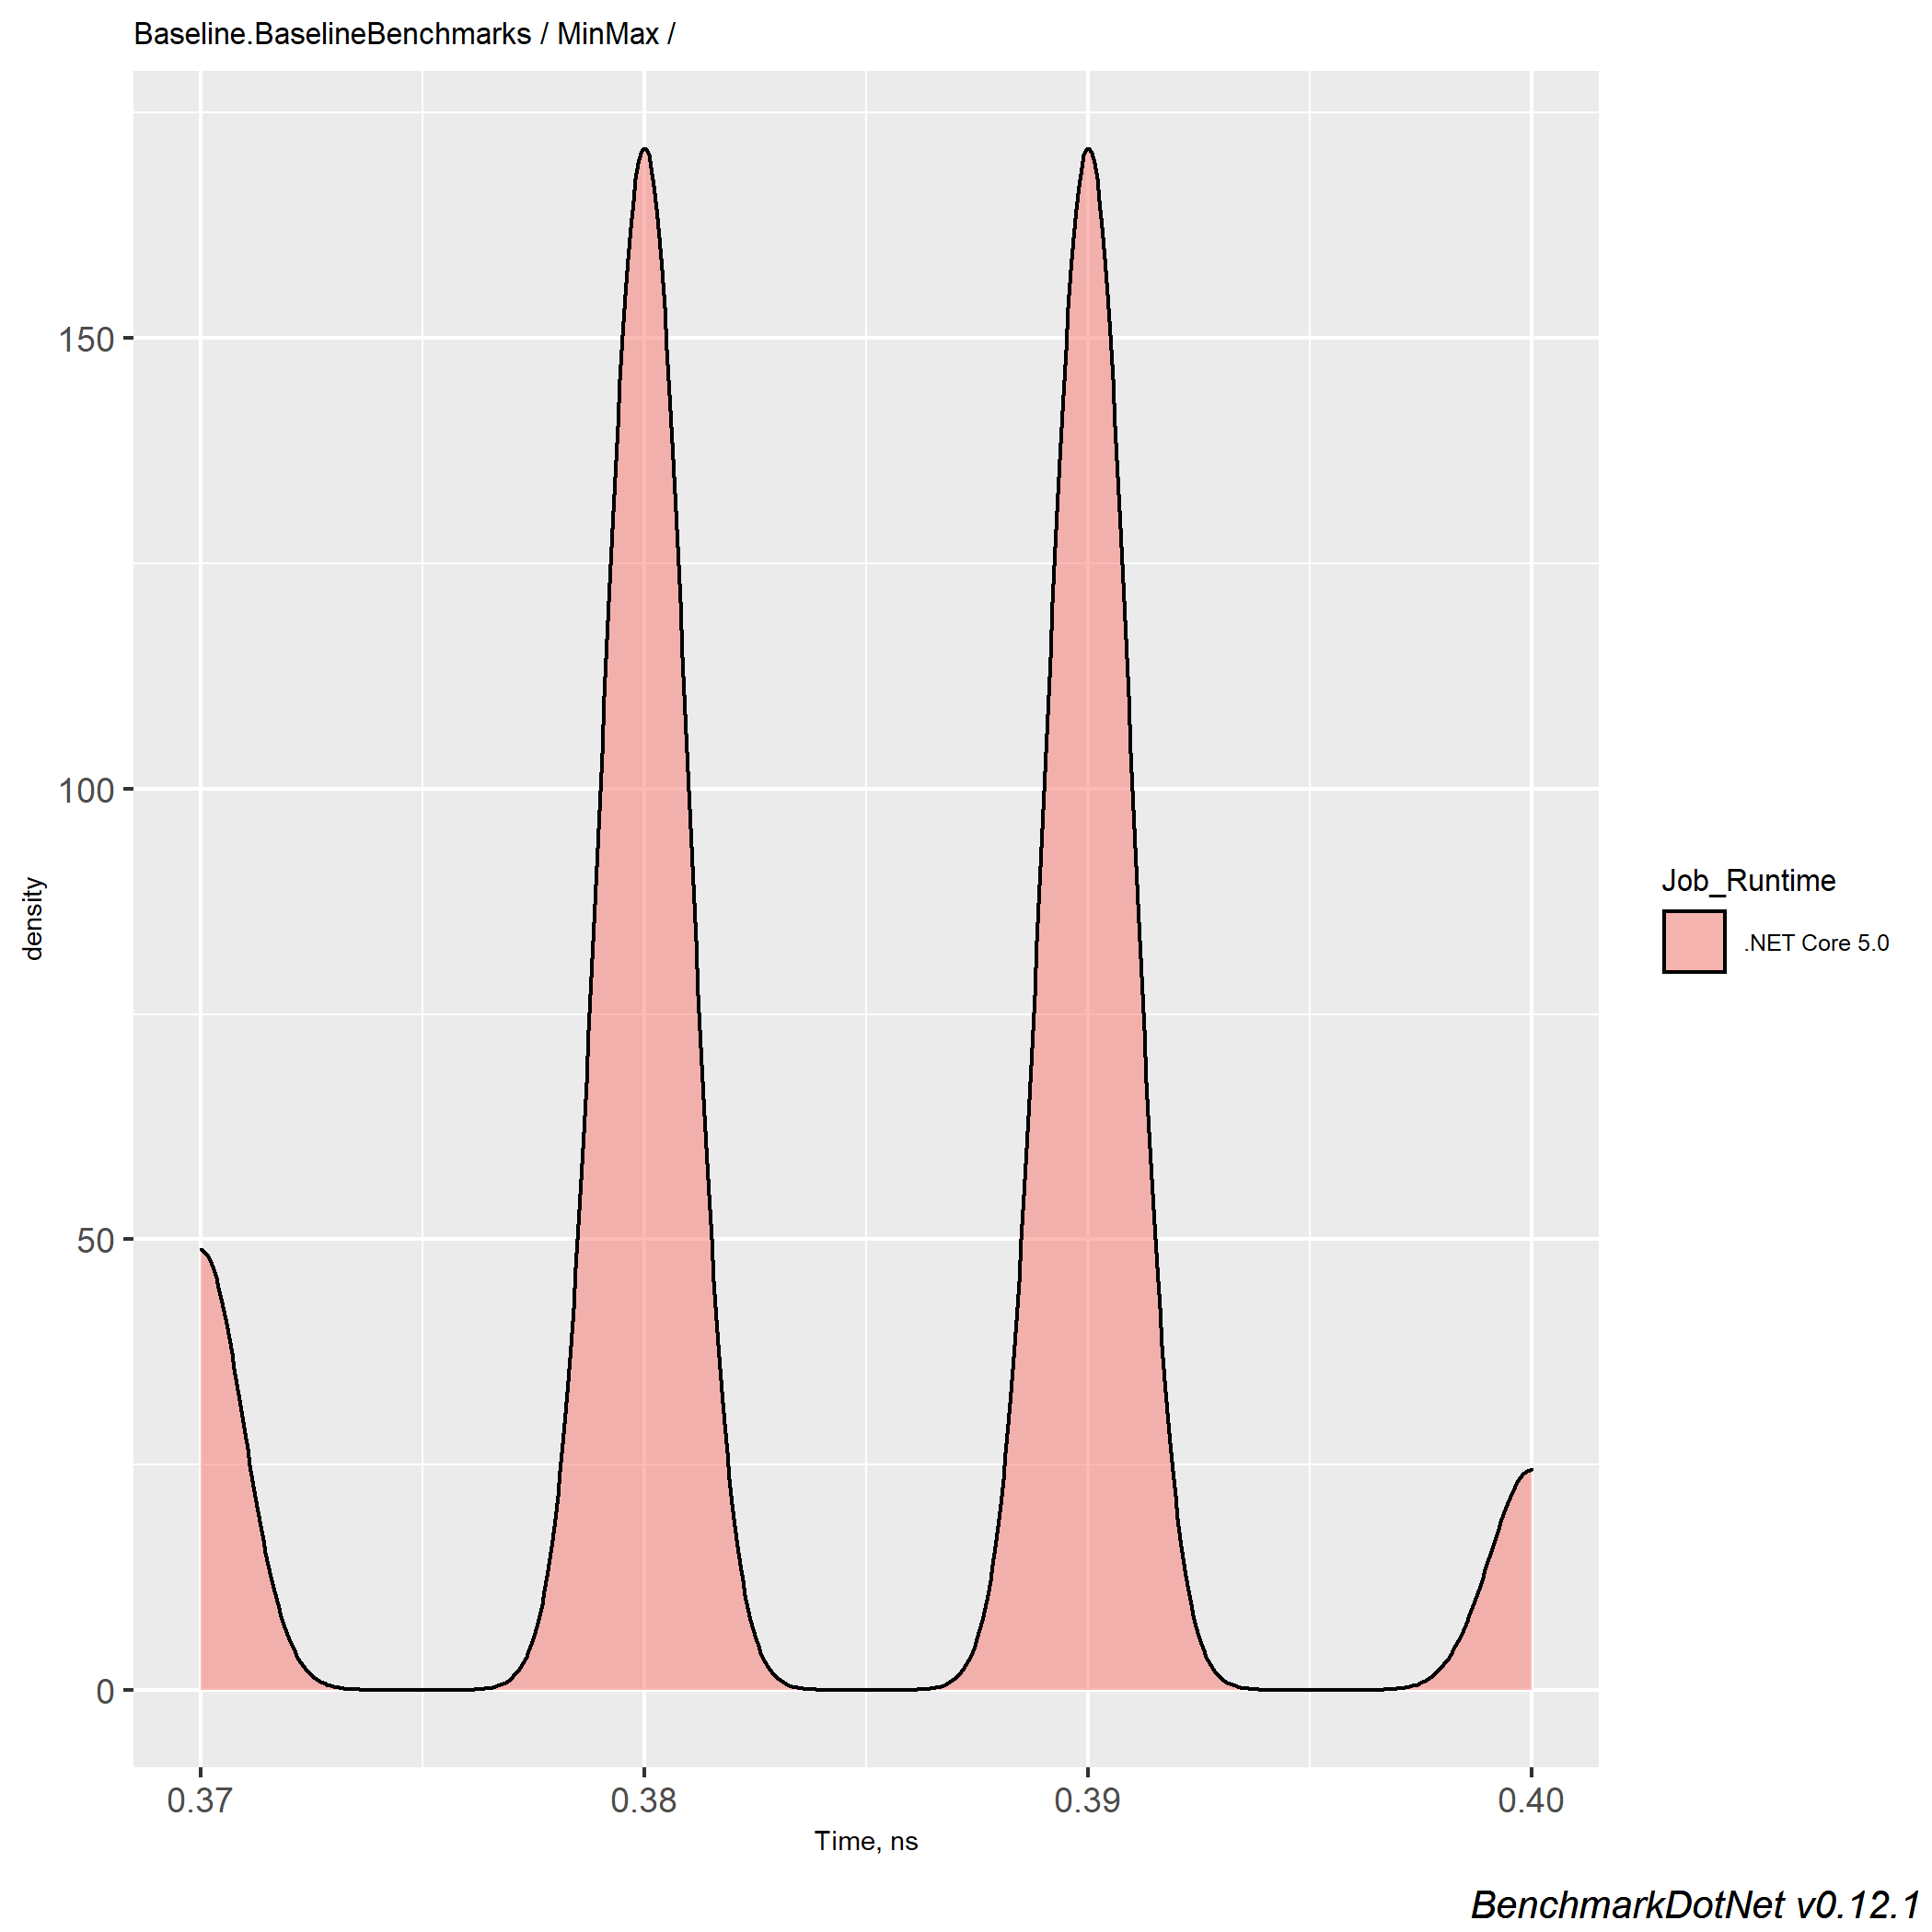 Baseline.BaselineBenchmarks / MinMax /
150
100
50
0
density
0.37
0.38
0.39
0.40
Time, ns
Job_Runtime
.NET Core 5.0
BenchmarkDotNet v0.12.1